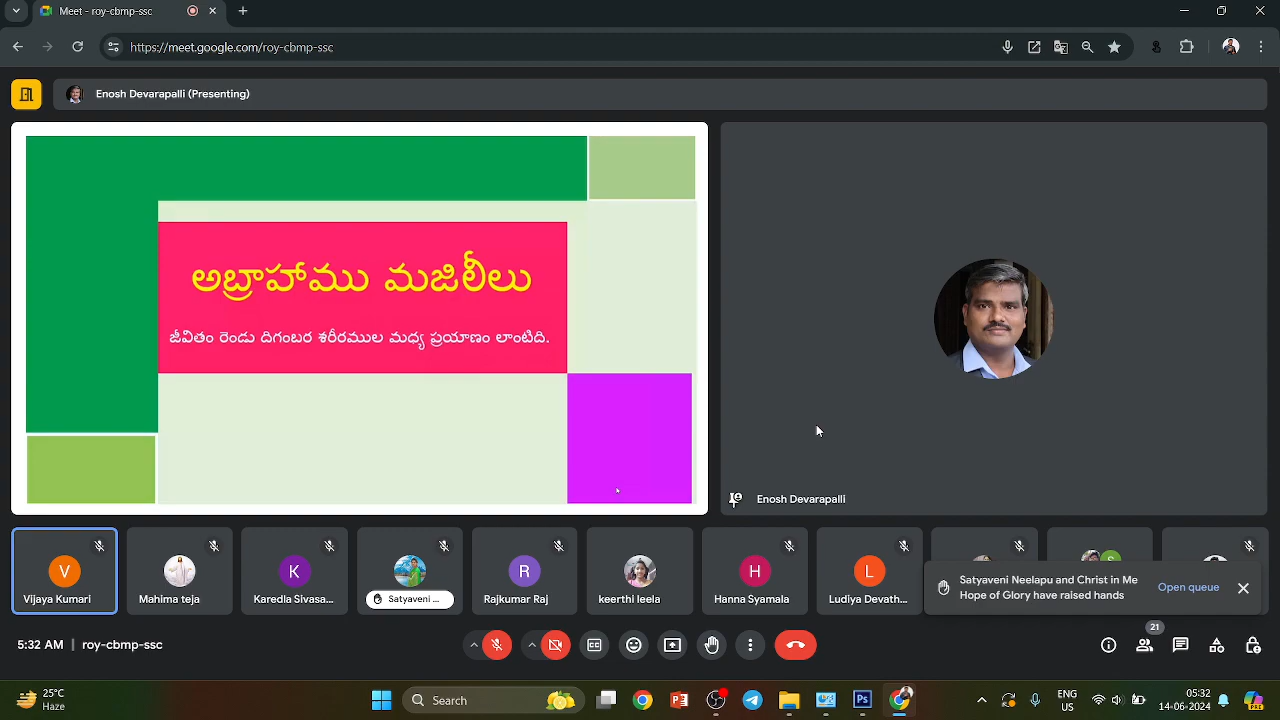 Meet - roy-cbmp-ssc
https://meet.google.com/roy-cbmp-ssc
Enosh Devarapalli (Presenting)
అబ్రాహాము మజిలీలు
జీవితం రెండు దిగంబర శరీరముల మధ్య ప్రయాణం లాంటిది.
Enosh Devarapalli
V
Vijaya Kumari
Mahima teja
K
Karedla Sivasa...
Satyaveni ...
R
Rajkumar Raj
keerthi leela
H
Hanna Syamala
L
Ludiya Devath...
S
Satyaveni Neelapu and Christ in Me
Hope of Glory have raised hands
Open queue
5:32 AM | roy-cbmp-ssc
21
25°C
Haze
Search
ENG
US
05:32
14-06-2024